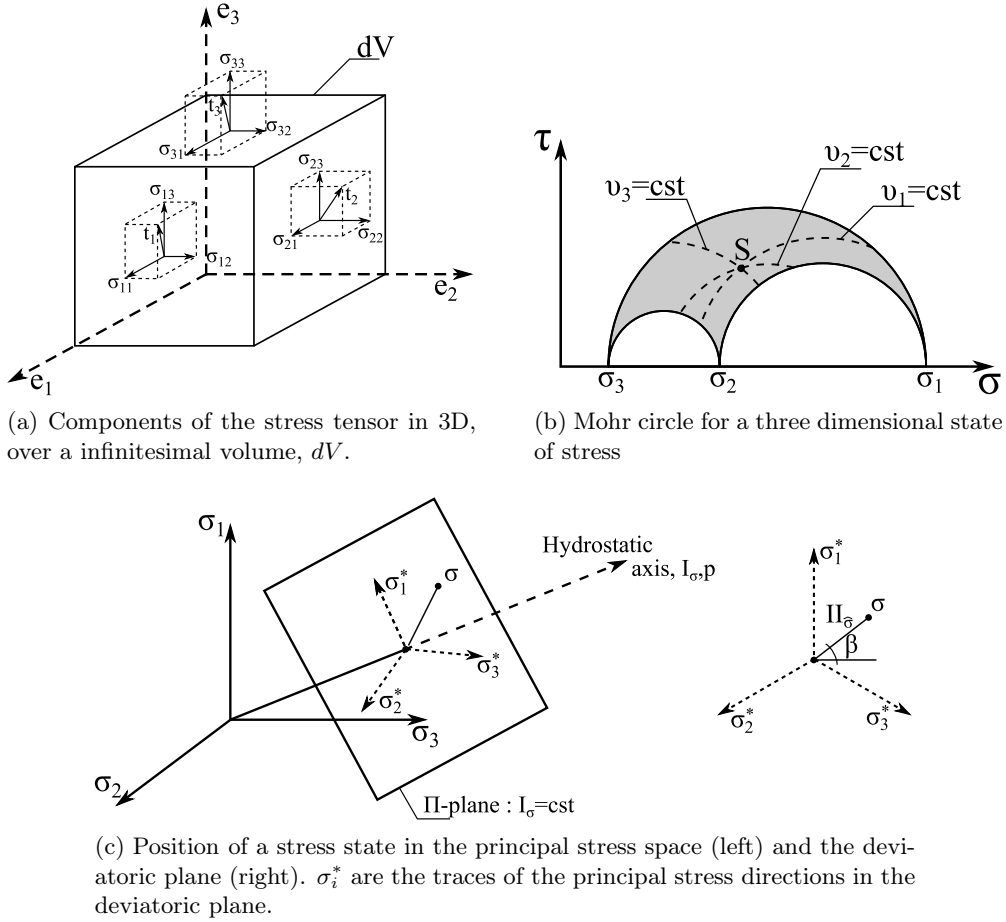 e₃
dV
σ₃₃
t₃
σ₃₂
σ₃₁
σ₂₃
σ₁₃
t₂
t₁
σ₂₁
σ₂₂
σ₁₂
σ₁₁
e₂
e₁
(a) Components of the stress tensor in 3D,
over a infinitesimal volume, dV.
τ
υ₂=cst
υ₃=cst
υ₁=cst
S
σ₃
σ₂
σ₁
σ
(b) Mohr circle for a three dimensional state
of stress
σ₁
Hydrostatic
axis, I_σ,p
σ₁*
σ
σ₃*
σ₂*
σ₃
σ₂
Π-plane : I_σ=cst
σ₁*
σ
II_σ̂
β
σ₂*
σ₃*
(c) Position of a stress state in the principal stress space (left) and the devi-
atoric plane (right). σᵢ* are the traces of the principal stress directions in the
deviatoric plane.